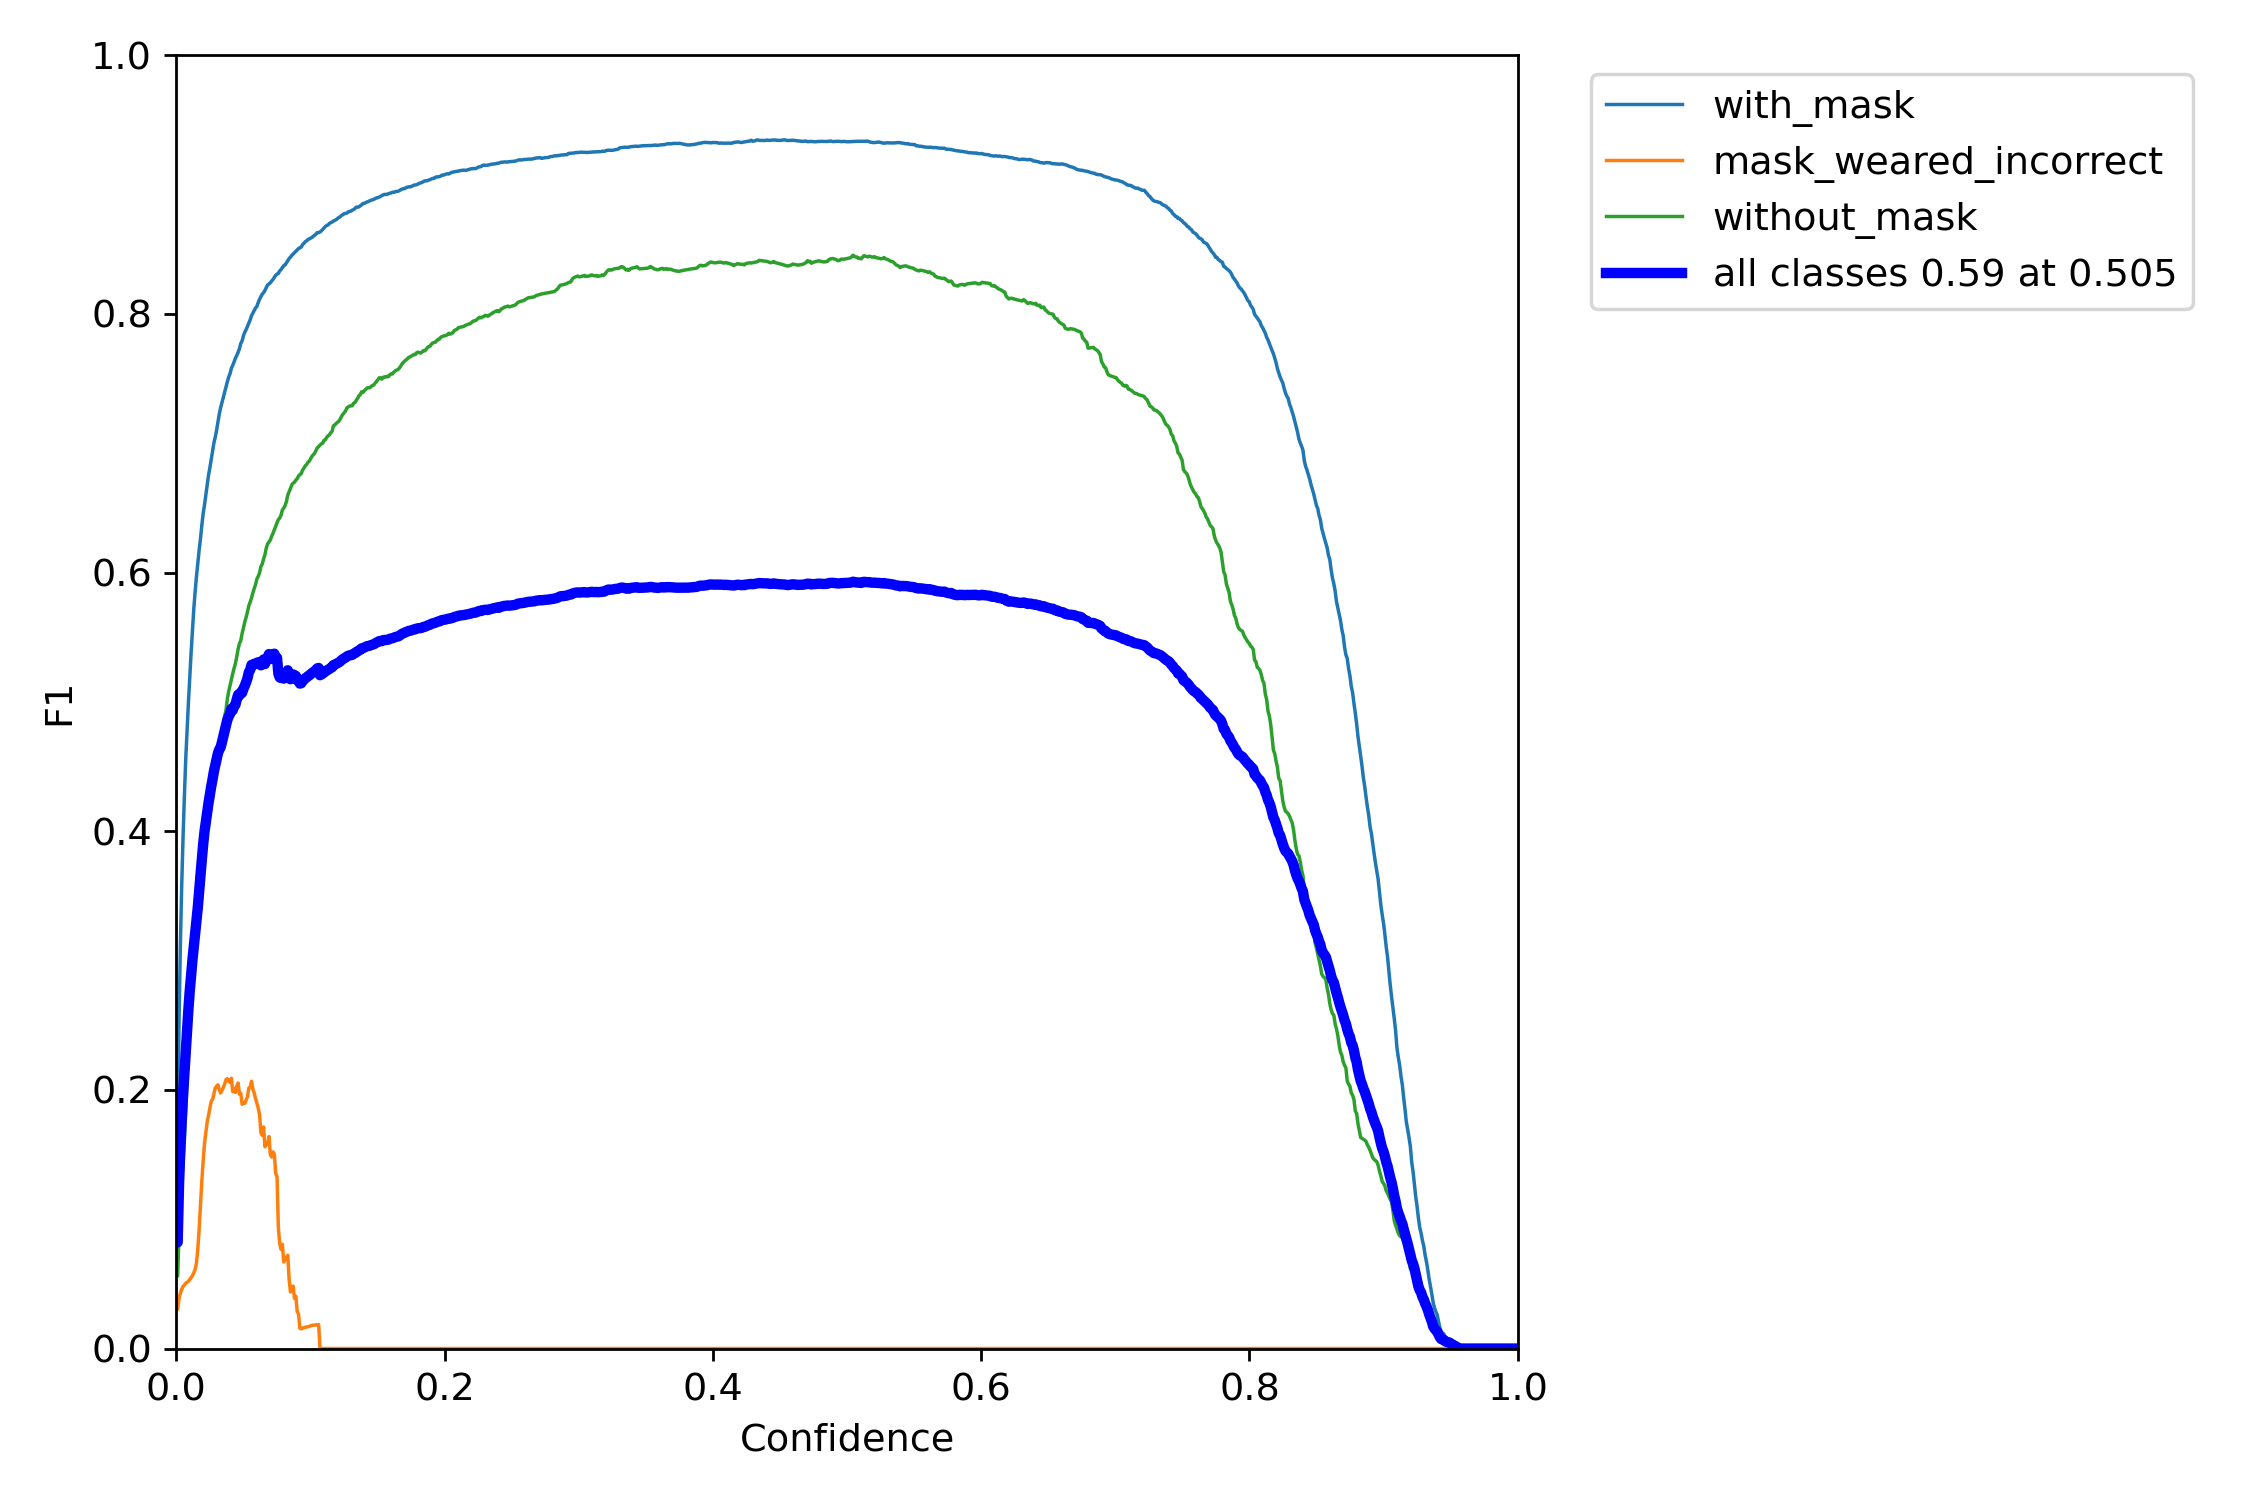 1.0
0.8
0.6
0.4
0.2
0.0
F1
0.0 0.2 0.4 0.6 0.8 1.0
Confidence
with_mask
mask_weared_incorrect
without_mask
all classes 0.59 at 0.505